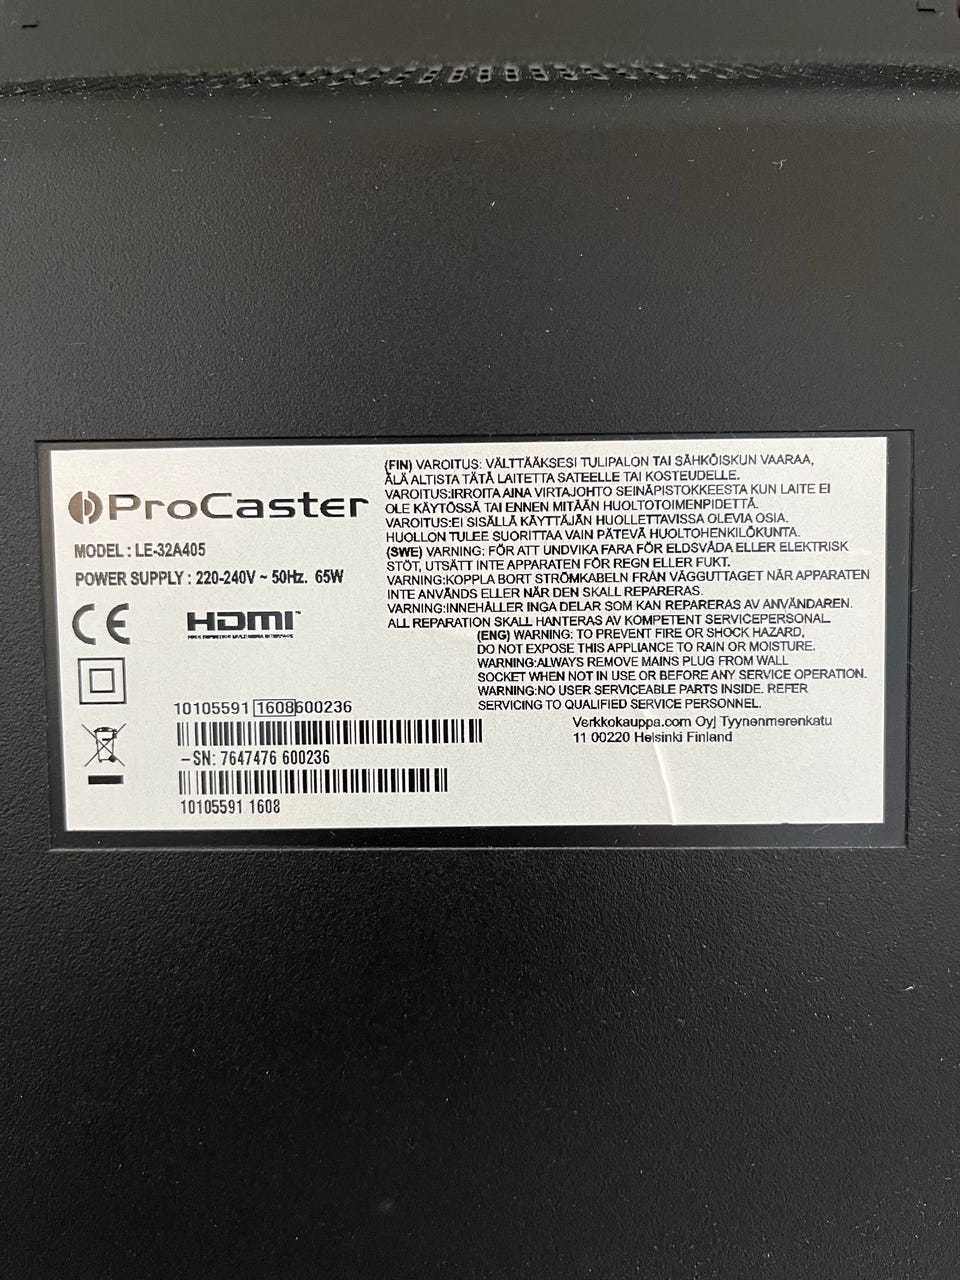 ProCaster
MODEL : LE-32A405
POWER SUPPLY : 220-240V ~ 50Hz. 65W
CE
HDMI™
HIGH DEFINITION MULTIMEDIA INTERFACE
10105591 1608600236
-SN: 7647476 600236
10105591 1608
(FIN) VAROITUS: VÄLTTÄÄKSESI TULIPALON TAI SÄHKÖISKUN VAARAA,
ÄLÄ ALTISTA TÄTÄ LAITETTA SATEELLE TAI KOSTEUDELLE.
VAROITUS:IRROITA AINA VIRTAJOHTO SEINÄPISTOKKEESTA KUN LAITE EI
OLE KÄYTÖSSÄ TAI ENNEN MITÄÄN HUOLTOTOIMENPIDETTÄ.
VAROITUS:EI SISÄLLÄ KÄYTTÄJÄN HUOLLETTAVISSA OLEVIA OSIA.
HUOLLON TULEE SUORITTAA VAIN PÄTEVÄ HUOLTOHENKILÖKUNTA.
(SWE) VARNING: FÖR ATT UNDVIKA FARA FÖR ELDSVÅDA ELLER ELEKTRISK
STÖT, UTSÄTT INTE APPARATEN FÖR REGN ELLER FUKT.
VARNING:KOPPLA BORT STRÖMKABELN FRÅN VÄGGUTTAGET NÄR APPARATEN
INTE ANVÄNDS ELLER NÄR DEN SKALL REPARERAS.
VARNING:INNEHÅLLER INGA DELAR SOM KAN REPARERAS AV ANVÄNDAREN.
ALL REPARATION SKALL HANTERAS AV KOMPETENT SERVICEPERSONAL
(ENG) WARNING: TO PREVENT FIRE OR SHOCK HAZARD,
DO NOT EXPOSE THIS APPLIANCE TO RAIN OR MOISTURE.
WARNING:ALWAYS REMOVE MAINS PLUG FROM WALL
SOCKET WHEN NOT IN USE OR BEFORE ANY SERVICE OPERATION.
WARNING:NO USER SERVICEABLE PARTS INSIDE. REFER
SERVICING TO QUALIFIED SERVICE PERSONNEL.
Verkkokauppa.com Oyj Tyynenmerenkatu
11 00220 Helsinki Finland